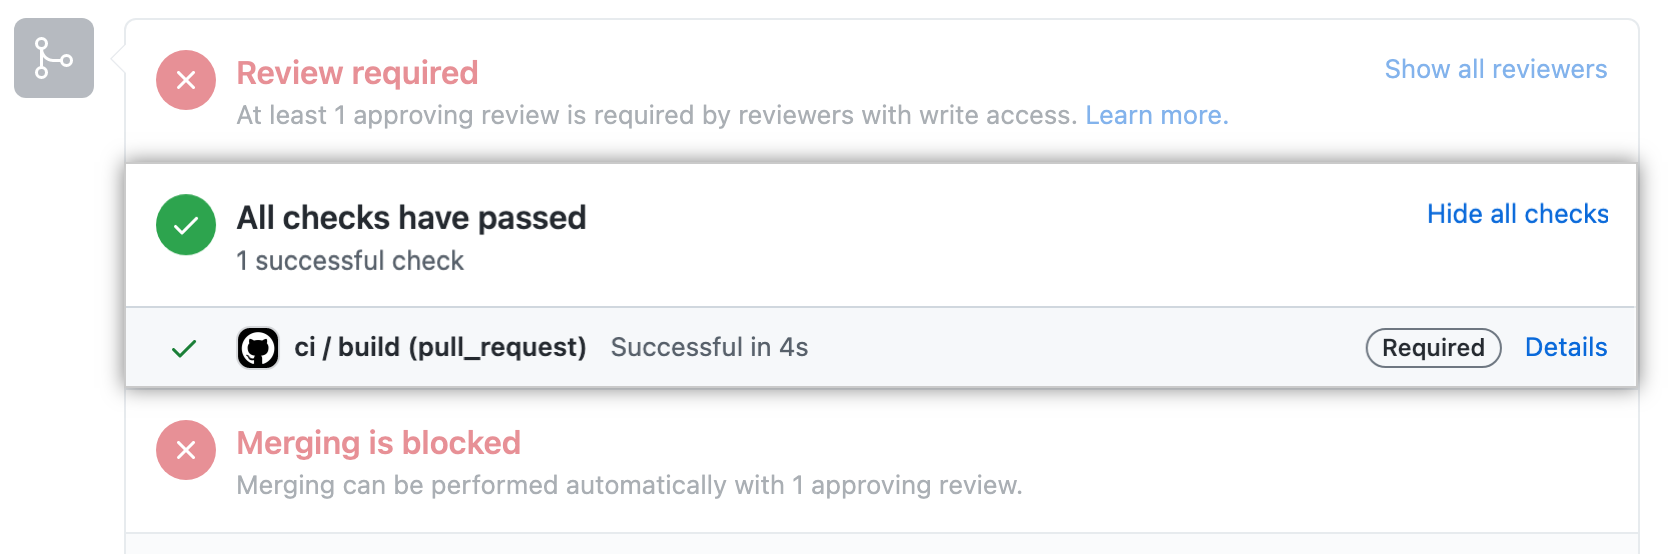 Review required
Show all reviewers
At least 1 approving review is required by reviewers with write access. Learn more.
All checks have passed
Hide all checks
1 successful check
ci / build (pull_request) Successful in 4s Required Details
Merging is blocked
Merging can be performed automatically with 1 approving review.